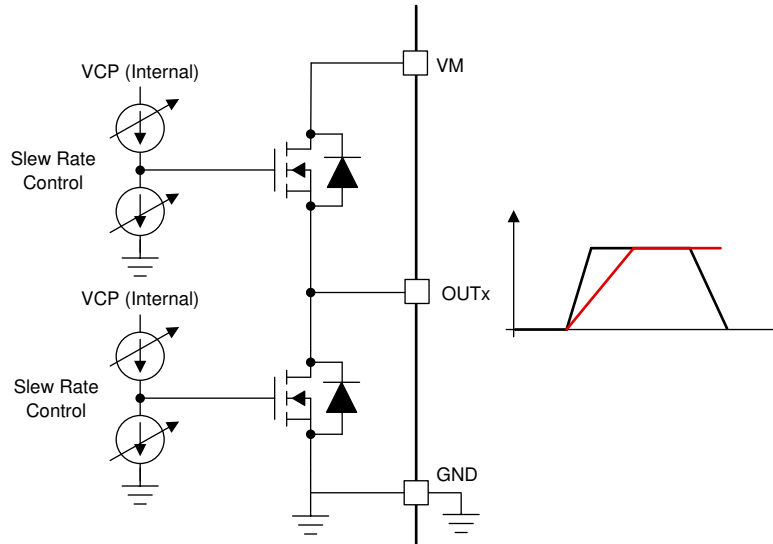 VCP (Internal)
VM
Slew Rate
Control
OUTx
VCP (Internal)
Slew Rate
Control
GND